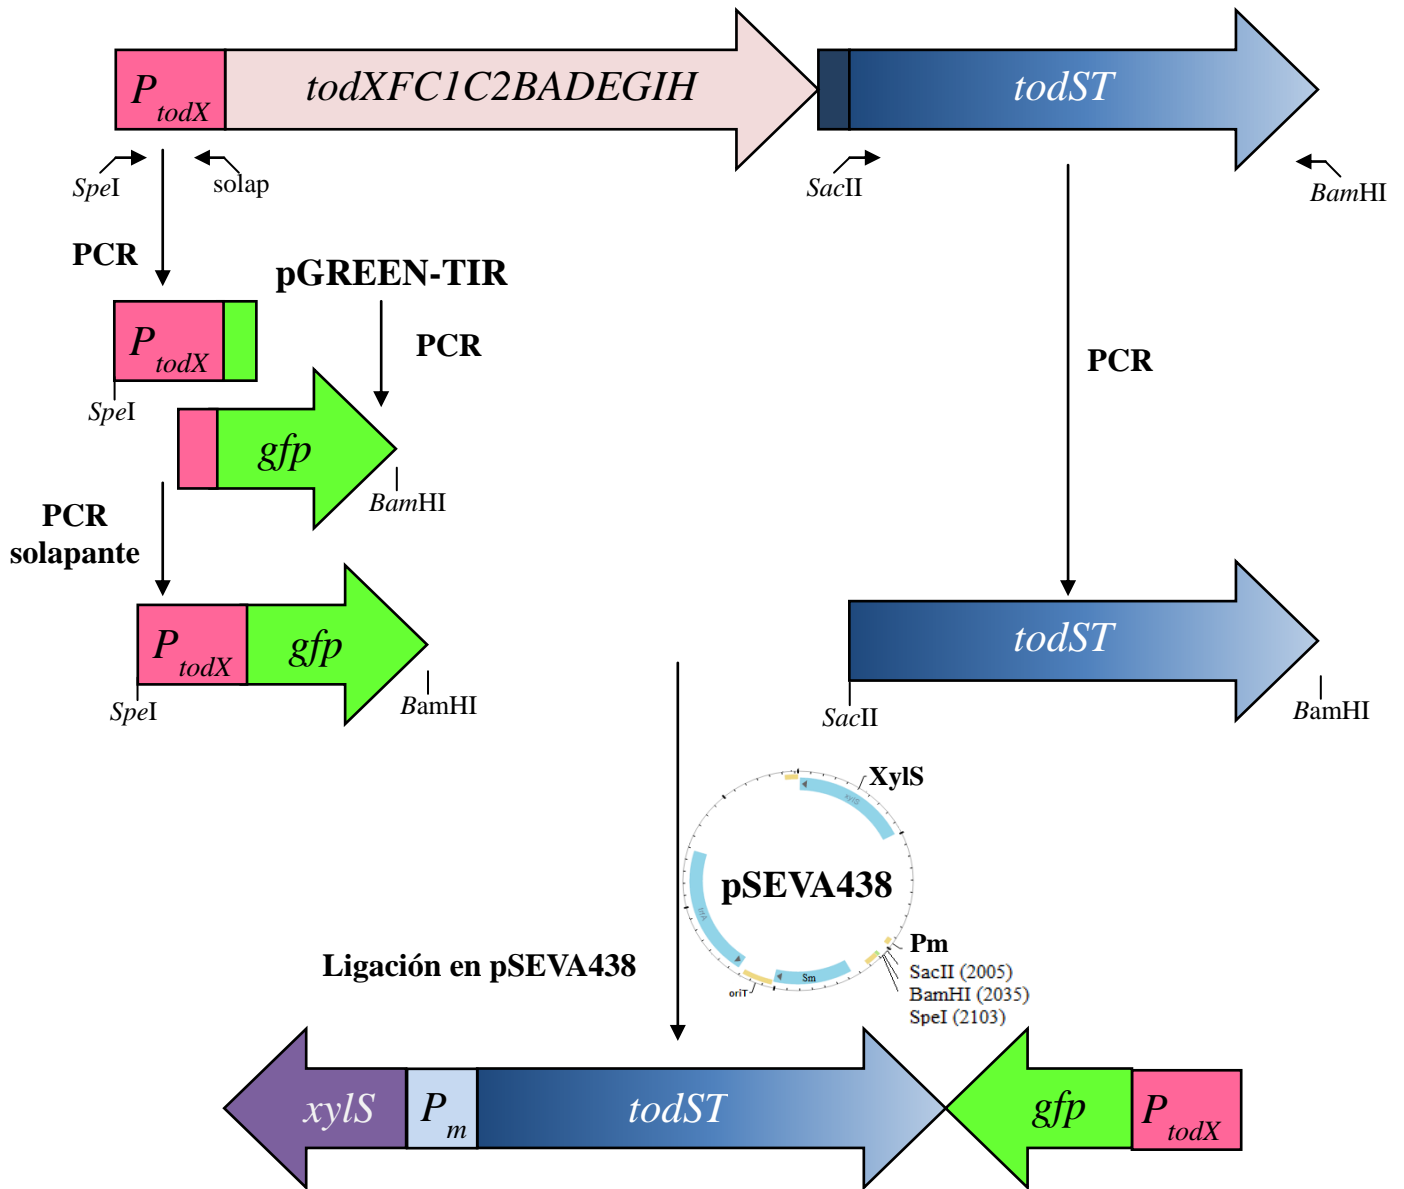 P todX
todXFC1C2BADEGIH
todST
SpeI
solap
SacII
BamHI
PCR
pGREEN-TIR
PCR
PCR
P todX
SpeI
gfp
BamHI
PCR
solapante
P todX
gfp
SpeI
BamHI
todST
SacII
BamHI
XylS
xylS
pSEVA438
trfA
Pm
SacII (2005)
BamHI (2035)
SpeI (2103)
Sm
oriT
Ligación en pSEVA438
xylS
P m
todST
gfp
P todX